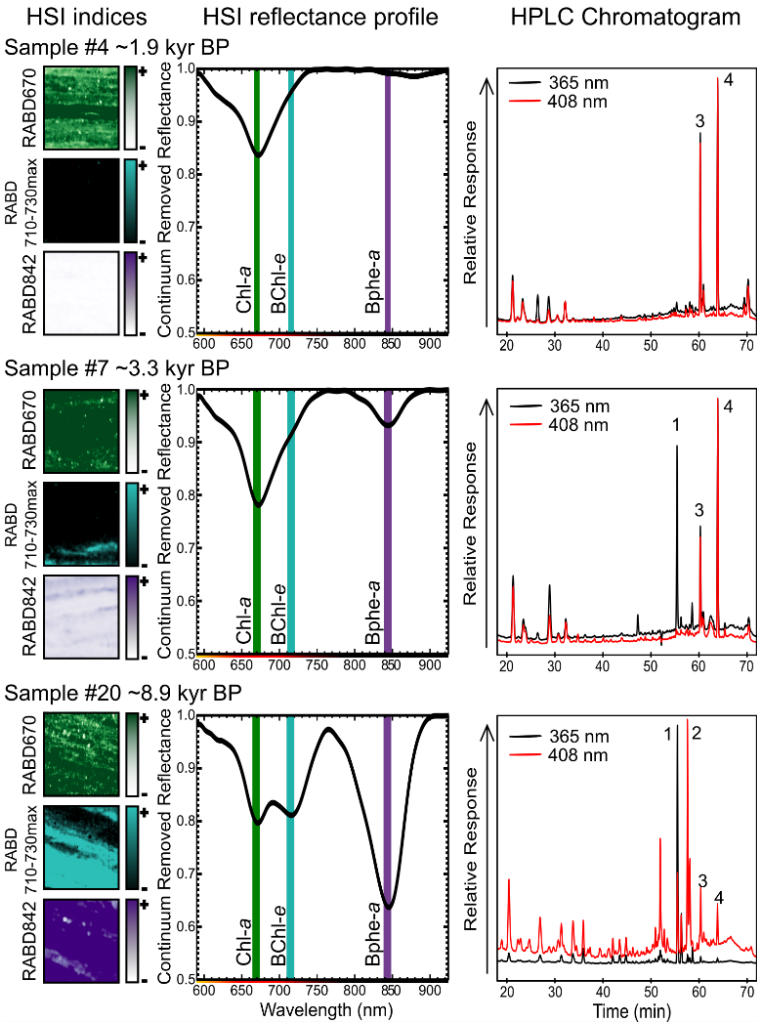 HSI indices HSI reflectance profile HPLC Chromatogram
Sample #4 ~1.9 kyr BP
RABD670
+
-
RABD
710-730max
+
-
RABD842
+
-
Continuum Removed Reflectance
1.0
0.9
0.8
0.7
0.6
0.5
Chl-a
BChl-e
Bphe-a
600 650 700 750 800 850 900
Relative Response
365 nm
408 nm
3
4
20 30 40 50 60 70
Sample #7 ~3.3 kyr BP
RABD670
+
-
RABD
710-730max
+
-
RABD842
+
-
Continuum Removed Reflectance
1.0
0.9
0.8
0.7
0.6
0.5
Chl-a
BChl-e
Bphe-a
600 650 700 750 800 850 900
Relative Response
365 nm
408 nm
1
3
4
20 30 40 50 60 70
Sample #20 ~8.9 kyr BP
RABD670
+
-
RABD
710-730max
+
-
RABD842
+
-
Continuum Removed Reflectance
1.0
0.9
0.8
0.7
0.6
0.5
Chl-a
BChl-e
Bphe-a
600 650 700 750 800 850 900
Wavelength (nm)
Relative Response
365 nm
408 nm
1
2
3
4
20 30 40 50 60 70
Time (min)